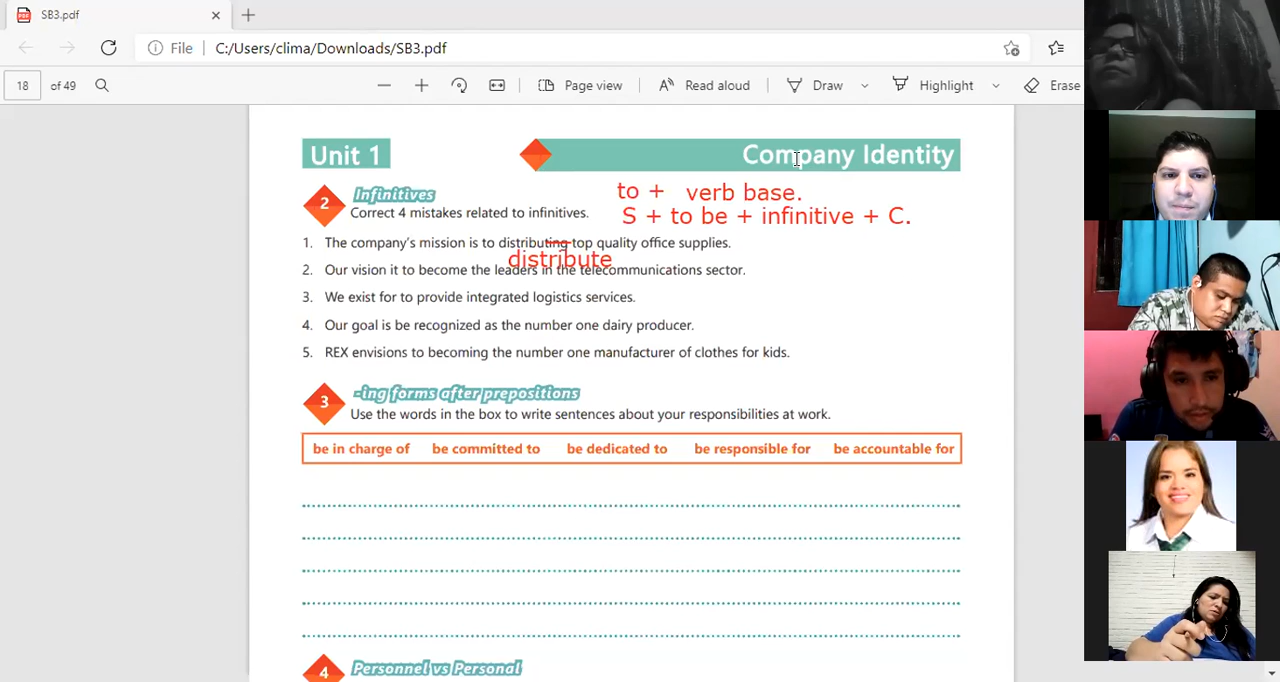 SB3.pdf
File C:/Users/clima/Downloads/SB3.pdf
18 of 49 Page view Read aloud Draw Highlight Erase
Unit 1 Company Identity
2 Infinitives
to + verb base.
Correct 4 mistakes related to infinitives.
S + to be + infinitive + C.
1. The company's mission is to distributing top quality office supplies.
distribute
2. Our vision it to become the leaders in the telecommunications sector.
3. We exist for to provide integrated logistics services.
4. Our goal is be recognized as the number one dairy producer.
5. REX envisions to becoming the number one manufacturer of clothes for kids.
3 -ing forms after prepositions
Use the words in the box to write sentences about your responsibilities at work.
be in charge of be committed to be dedicated to be responsible for be accountable for
4 Personnel vs Personal